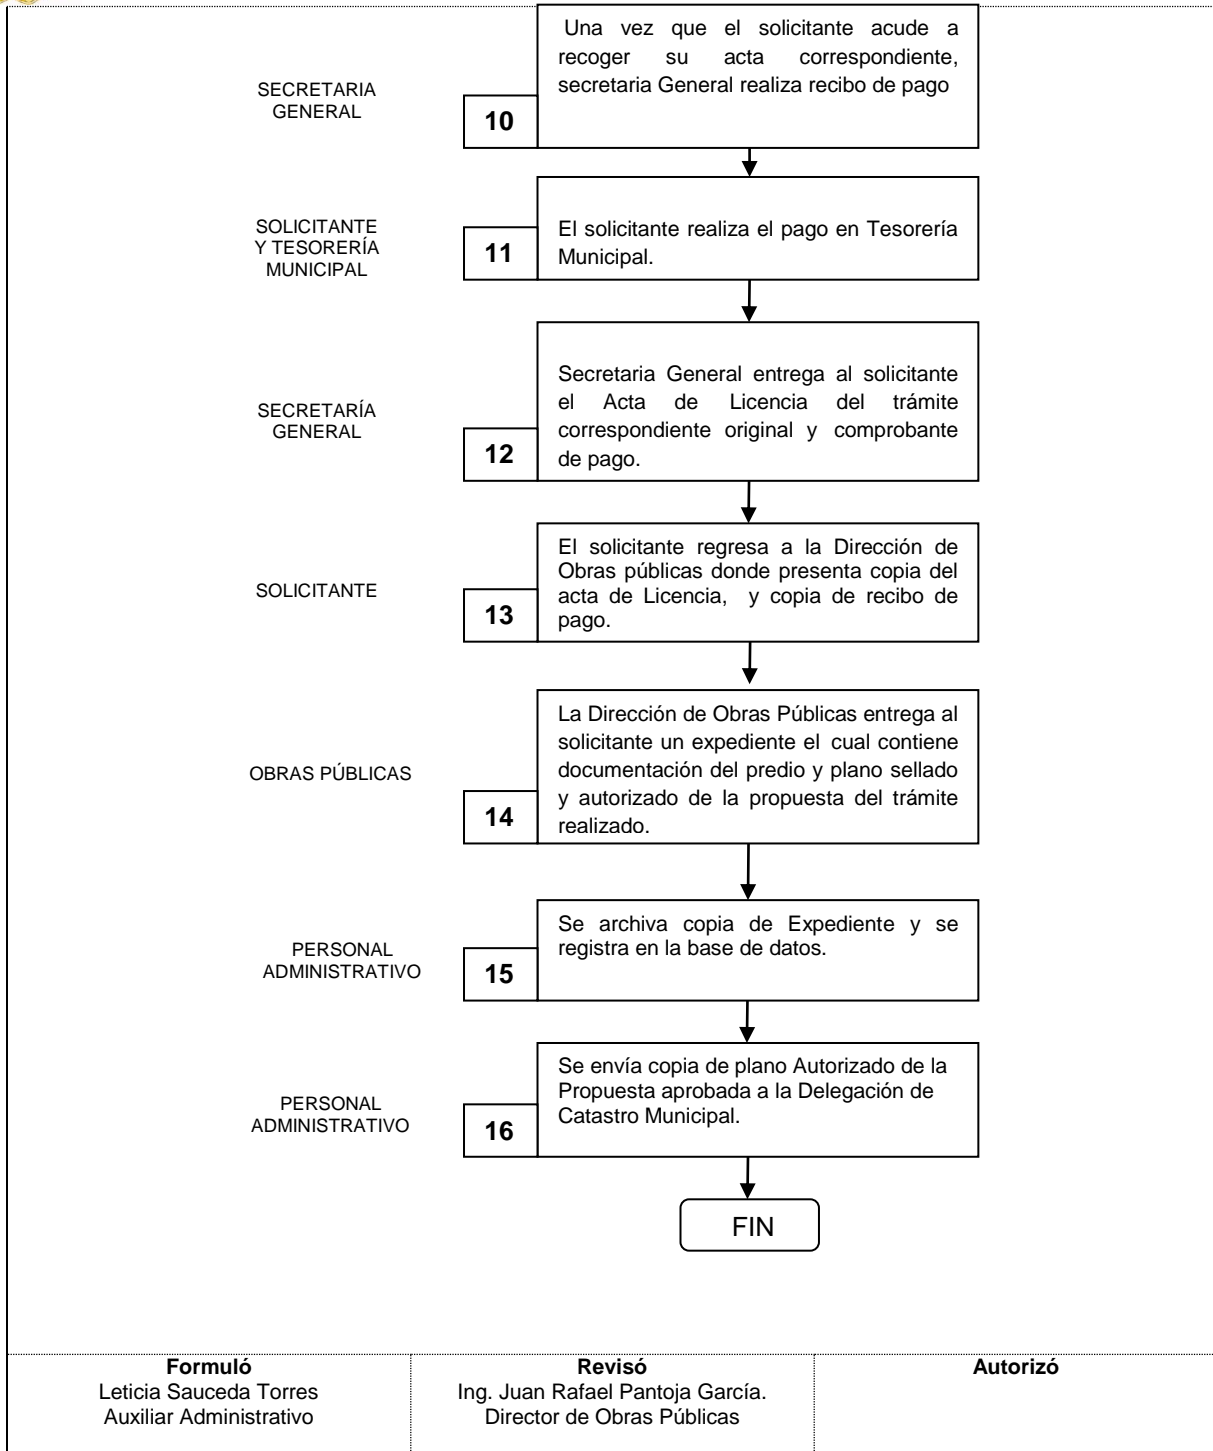 Una vez que el solicitante acude a
recoger su acta correspondiente,
secretaria General realiza recibo de pago
SECRETARIA
GENERAL
10
SOLICITANTE
Y TESORERÍA
MUNICIPAL
11
El solicitante realiza el pago en Tesorería
Municipal.
SECRETARÍA
GENERAL
12
Secretaria General entrega al solicitante
el Acta de Licencia del trámite
correspondiente original y comprobante
de pago.
SOLICITANTE
13
El solicitante regresa a la Dirección de
Obras públicas donde presenta copia del
acta de Licencia, y copia de recibo de
pago.
OBRAS PÚBLICAS
14
La Dirección de Obras Públicas entrega al
solicitante un expediente el cual contiene
documentación del predio y plano sellado
y autorizado de la propuesta del trámite
realizado.
PERSONAL
ADMINISTRATIVO
15
Se archiva copia de Expediente y se
registra en la base de datos.
PERSONAL
ADMINISTRATIVO
16
Se envía copia de plano Autorizado de la
Propuesta aprobada a la Delegación de
Catastro Municipal.
FIN
Formuló
Leticia Sauceda Torres
Auxiliar Administrativo
Revisó
Ing. Juan Rafael Pantoja García.
Director de Obras Públicas
Autorizó